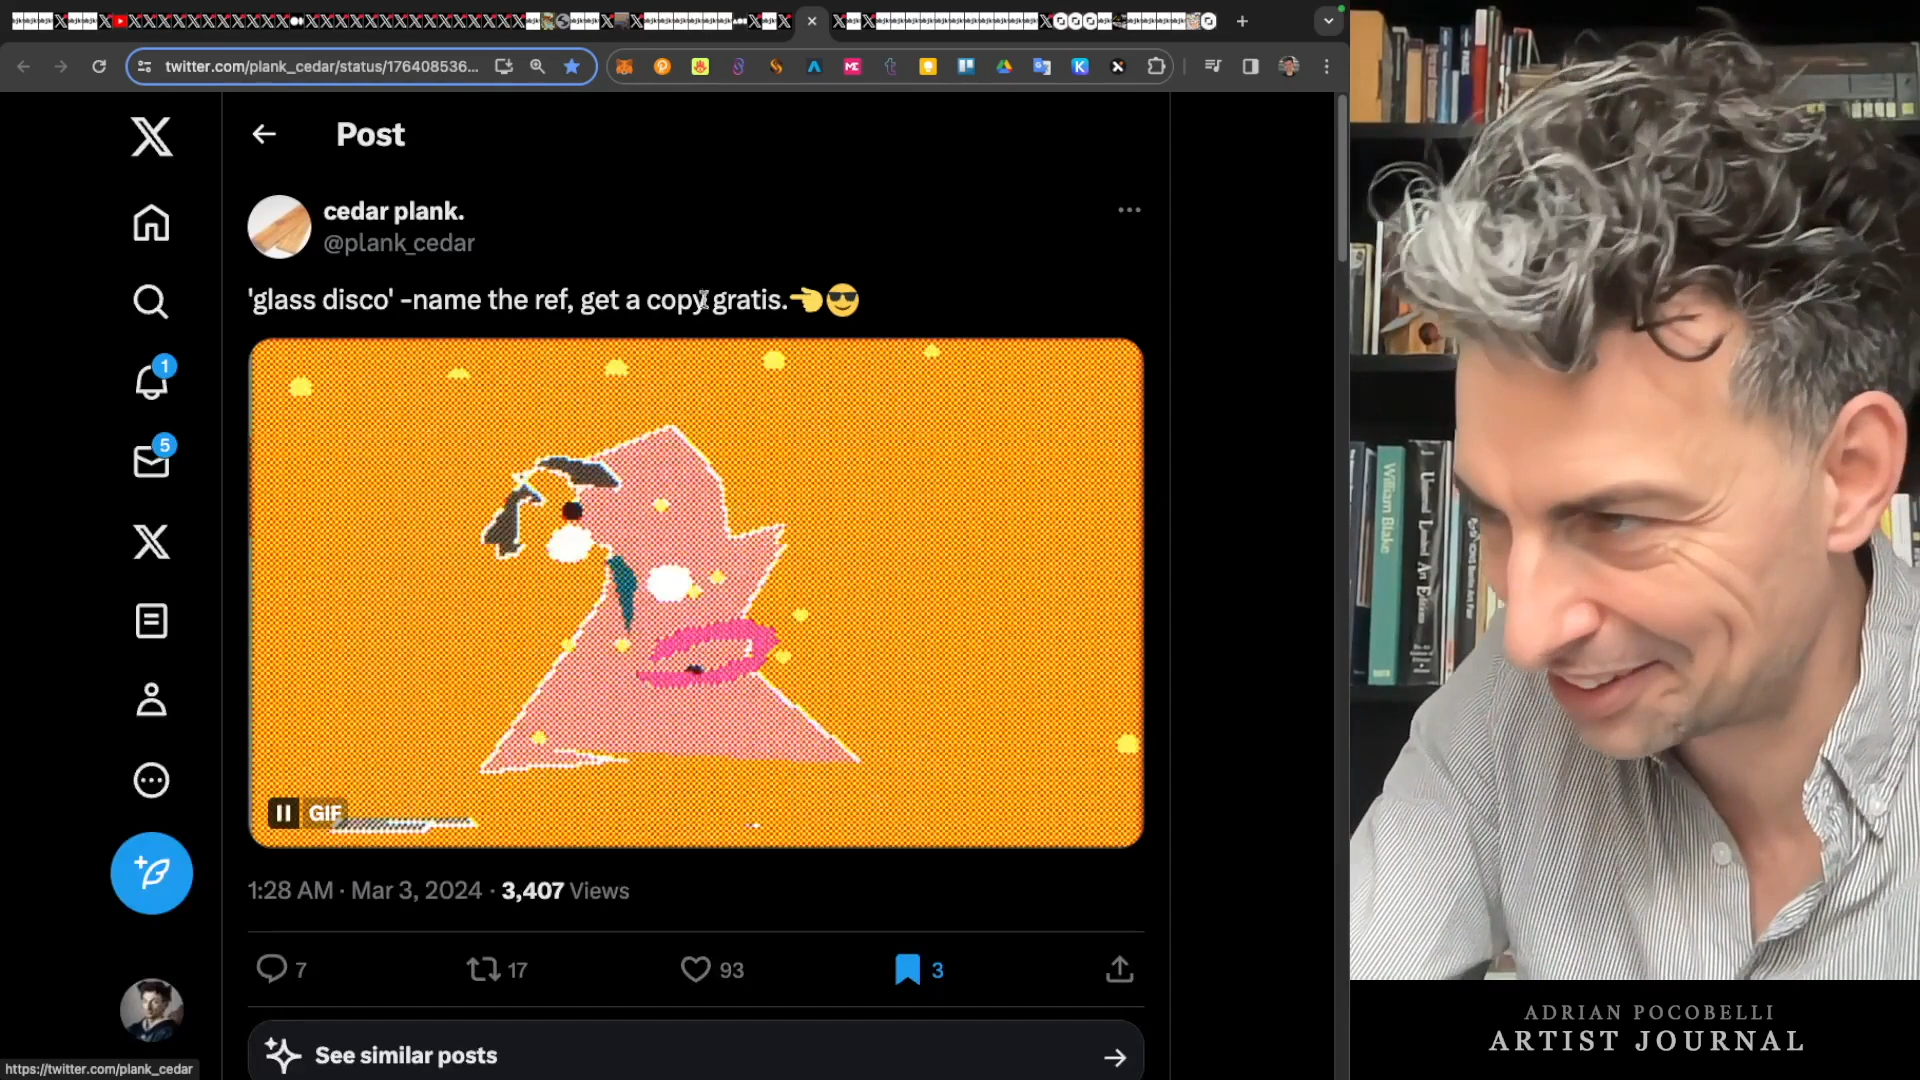 twitter.com/plank_cedar/status/176408536...
Post
cedar plank.
@plank_cedar
'glass disco' -name the ref, get a copy gratis.👈😎
GIF
1:28 AM · Mar 3, 2024 · 3,407 Views
7 17 93 3
See similar posts
1
5
https://twitter.com/plank_cedar
William Blake
ADRIAN POCOBELLI
ARTIST JOURNAL